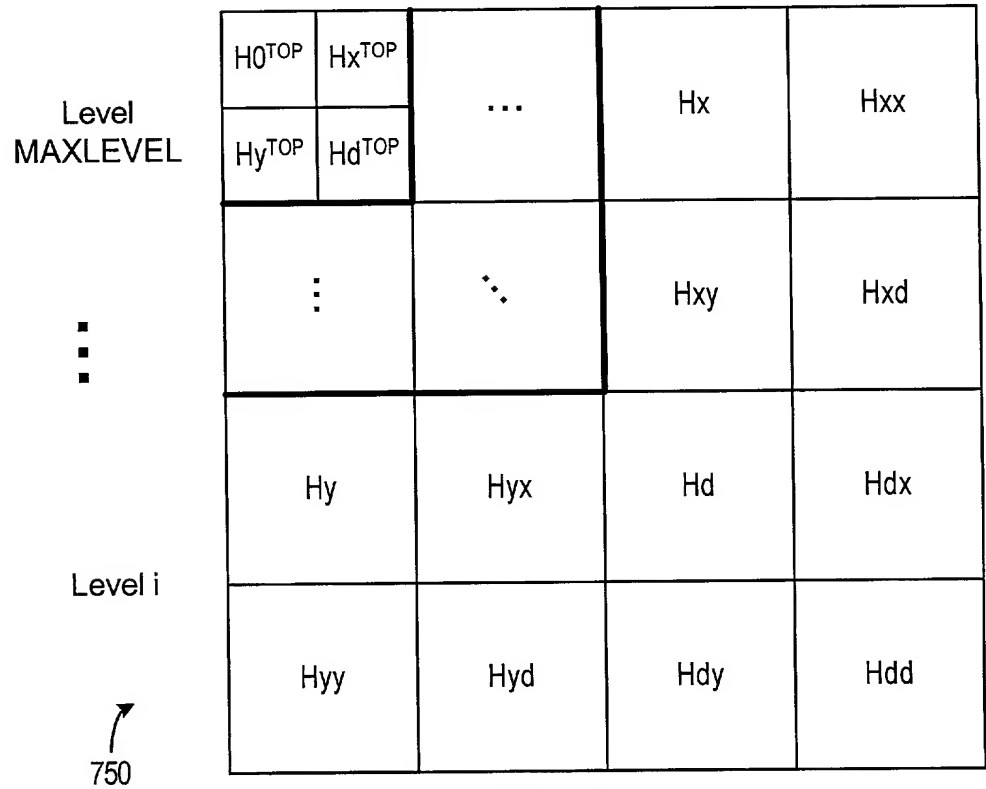 H0TOP HxTOP
HyTOP HdTOP
Level
MAXLEVEL
... Hx Hxx
⋮ ⋱ Hxy Hxd
⋮
Hy Hyx Hd Hdx
Level i
Hyy Hyd Hdy Hdd
750